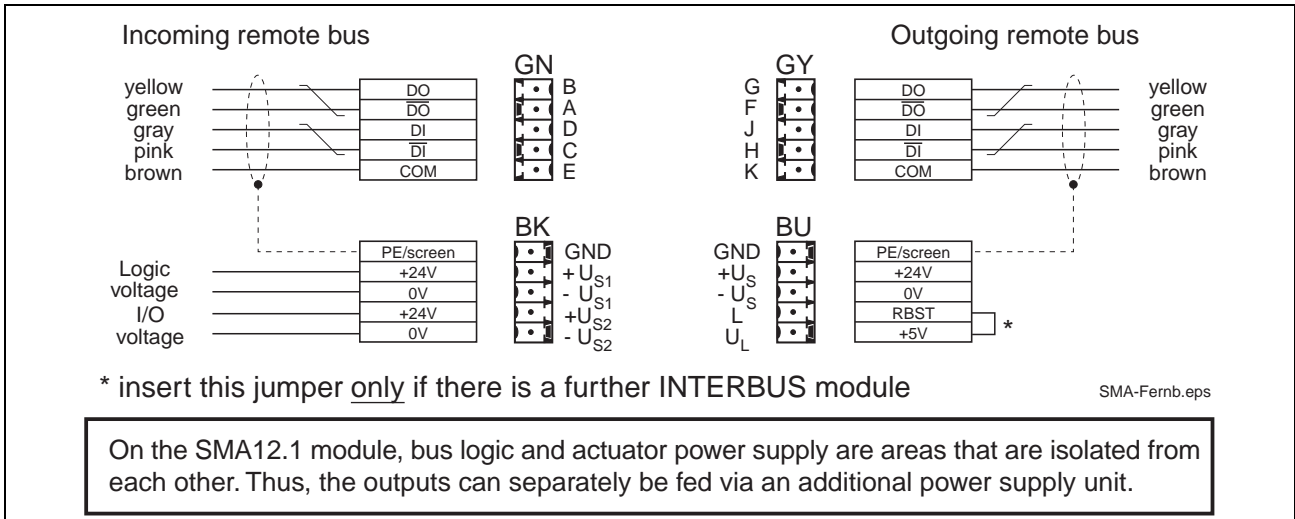 Incoming remote bus Outgoing remote bus
GN GY
yellow DO B G DO yellow
green D̅O̅ A F D̅O̅ green
gray DI D J DI gray
pink D̅I̅ C H D̅I̅ pink
brown COM E K COM brown
BK BU
PE/screen GND GND PE/screen
Logic +24V + US1 +US +24V
voltage 0V - US1 - US 0V
I/O +24V +US2 L RBST *
voltage 0V - US2 UL +5V
* insert this jumper only if there is a further INTERBUS module SMA-Fernb.eps
On the SMA12.1 module, bus logic and actuator power supply are areas that are isolated from
each other. Thus, the outputs can separately be fed via an additional power supply unit.